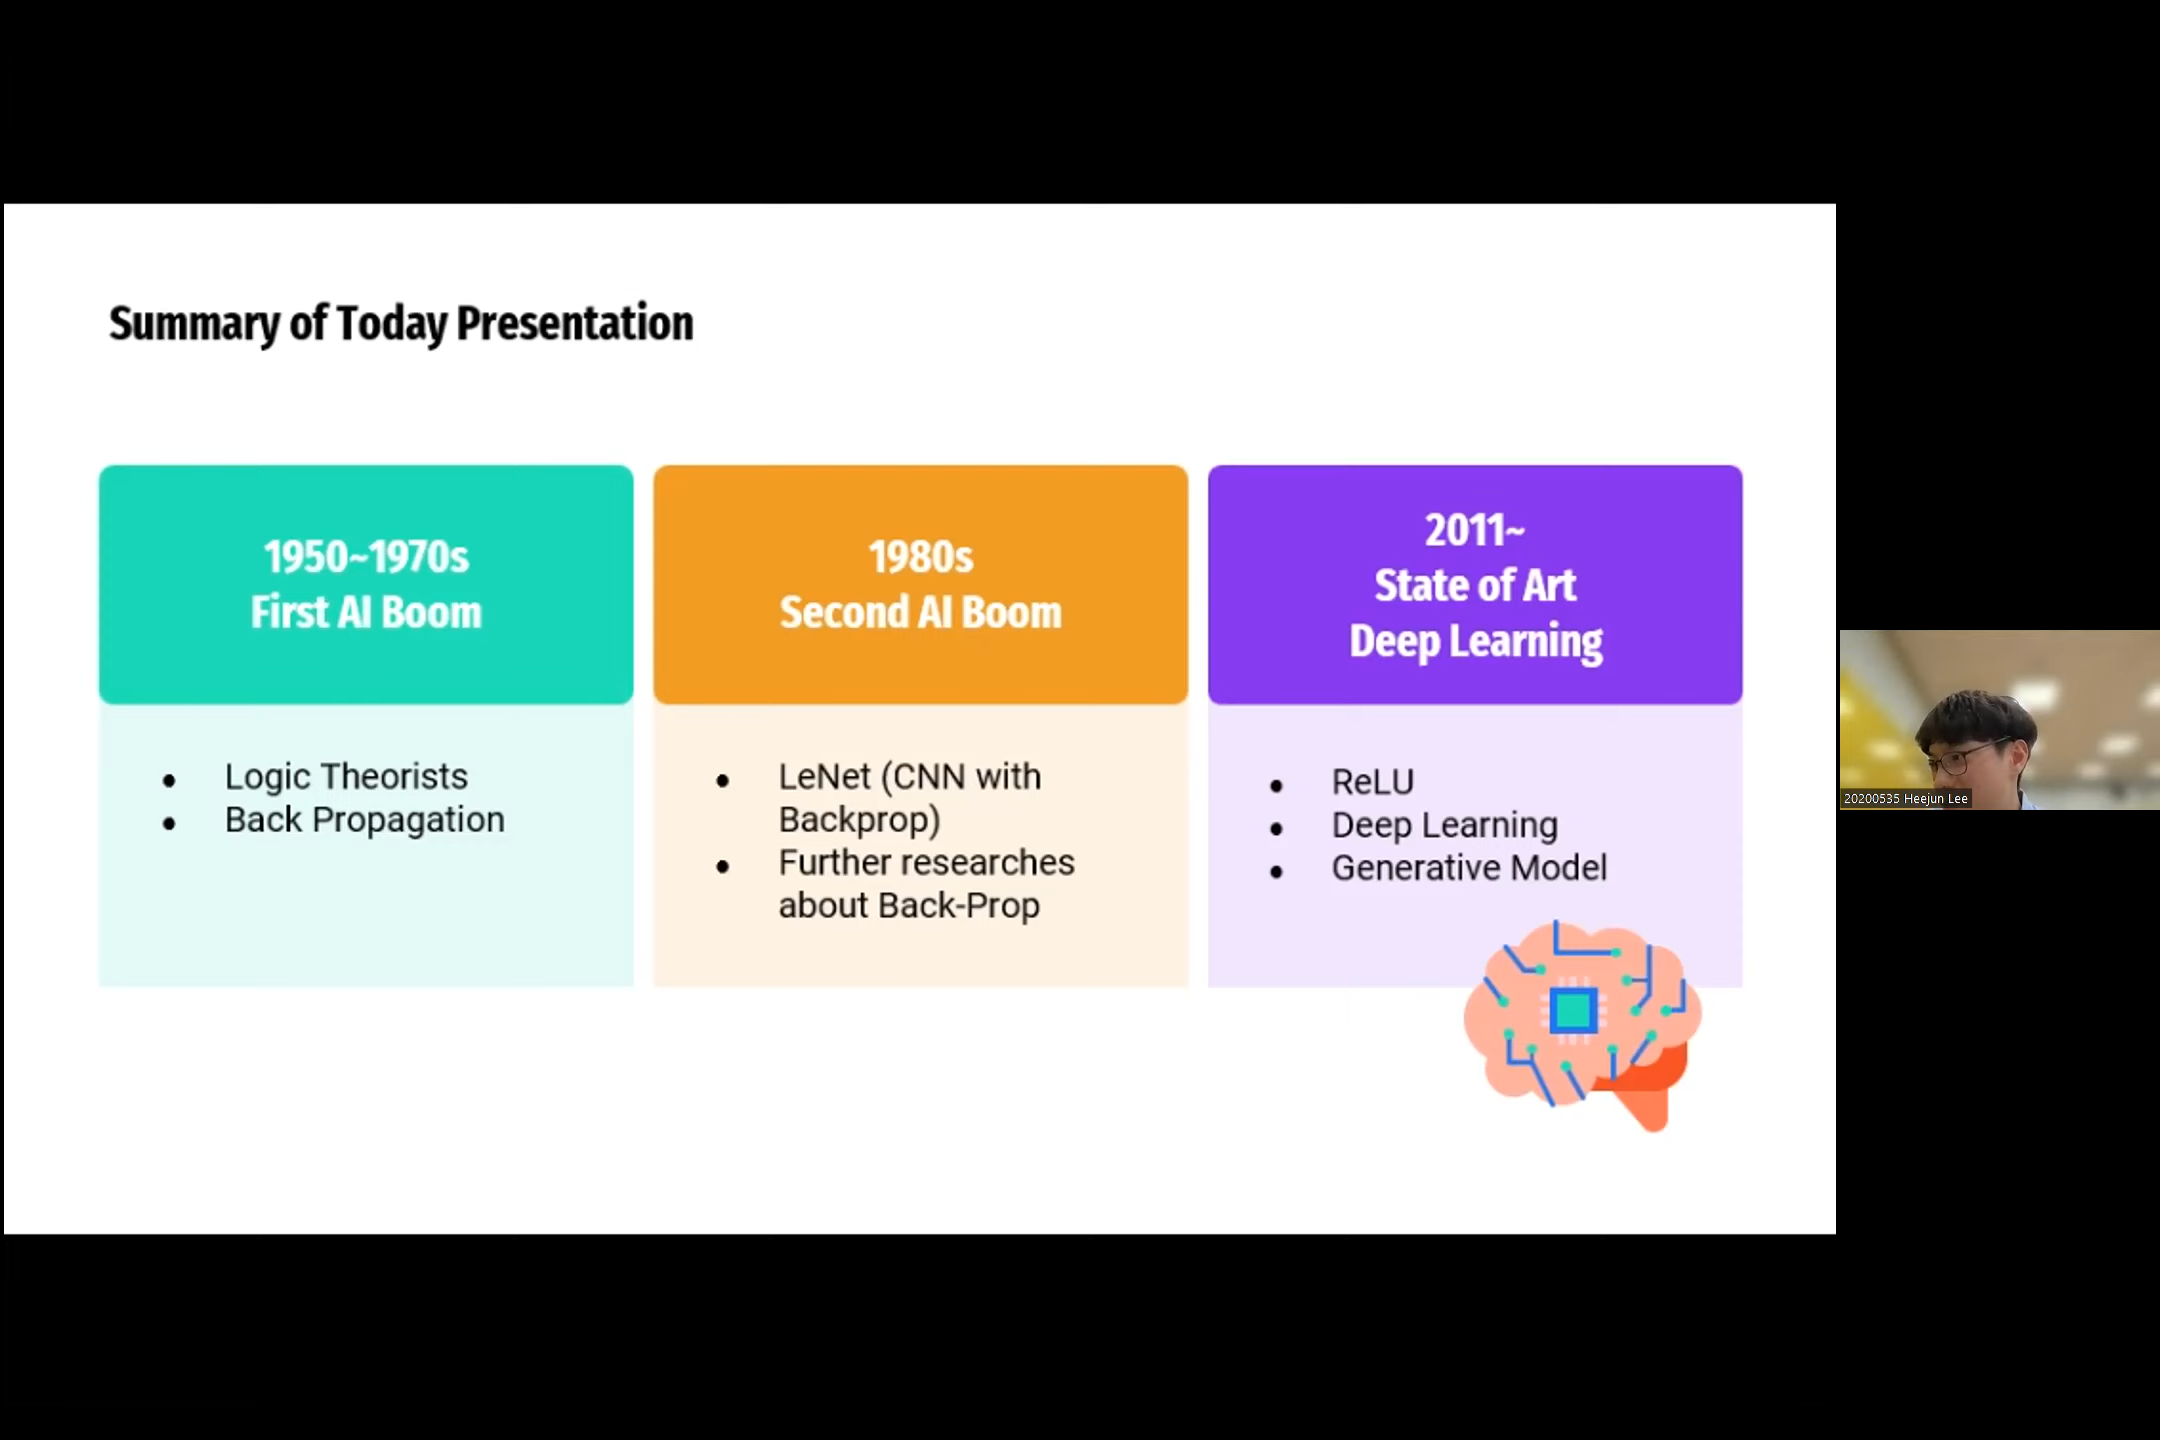 Summary of Today Presentation
1950~1970s
First AI Boom
Logic Theorists
Back Propagation
1980s
Second AI Boom
LeNet (CNN with
Backprop)
Further researches
about Back-Prop
2011~
State of Art
Deep Learning
ReLU
Deep Learning
Generative Model
20200535 Heejun Lee